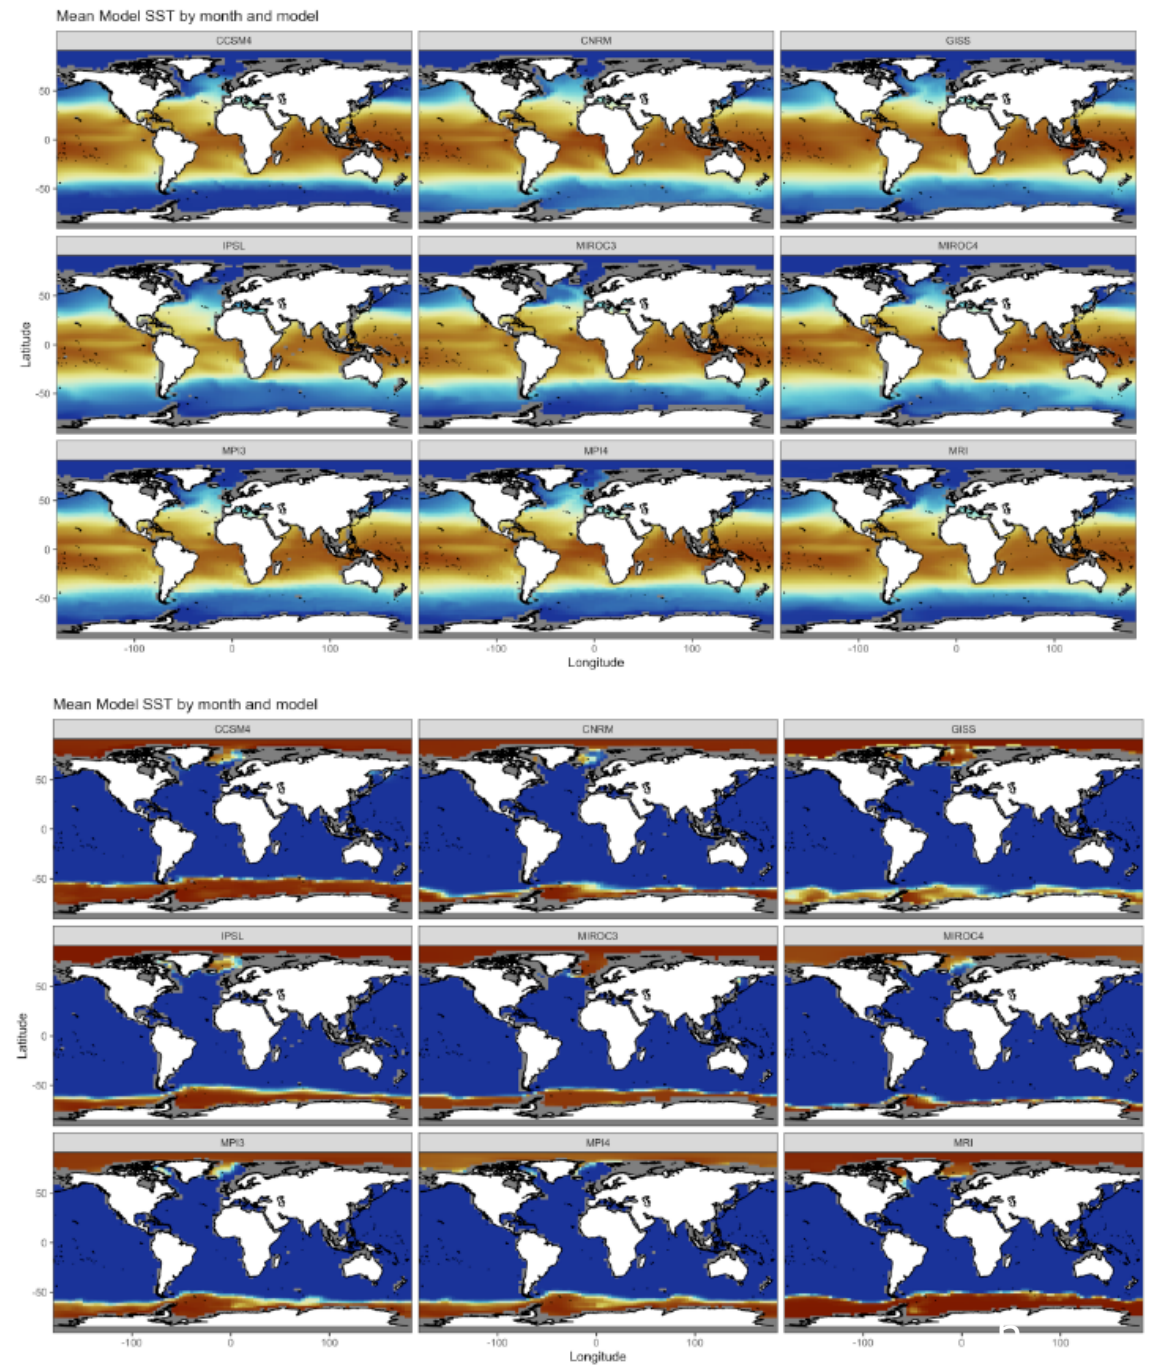 Mean Model SST by month and model
CCSM4 CNRM GISS
50
0
-50
IPSL MIROC3 MIROC4
50
0
-50
Latitude
MPI3 MPI4 MRI
50
0
-50
-100 0 100 -100 0 100 -100 0 100
Longitude
Mean Model SST by month and model
CCSM4 CNRM GISS
50
0
-50
IPSL MIROC3 MIROC4
50
0
-50
Latitude
MPI3 MPI4 MRI
50
0
-50
-100 0 100 -100 0 100 -100 0 100
Longitude